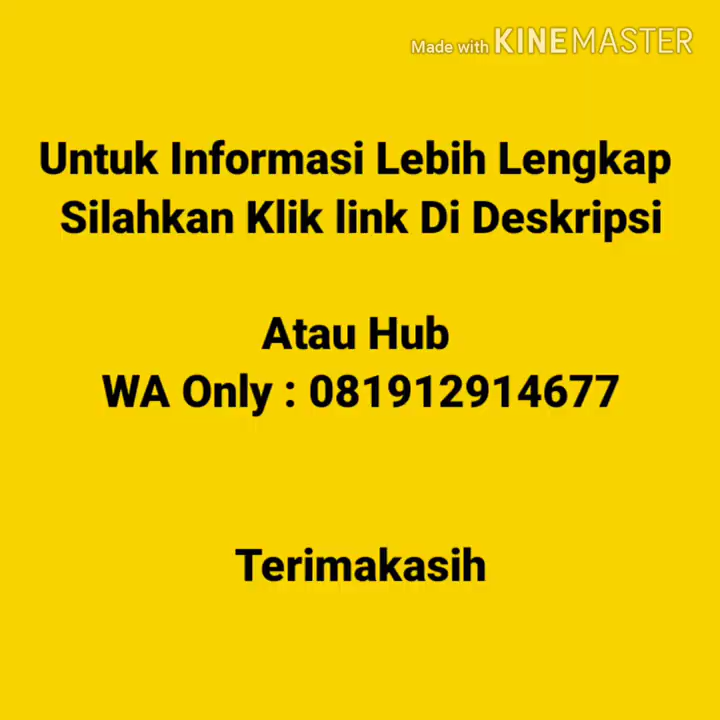 Made with KINEMASTER
Untuk Informasi Lebih Lengkap
Silahkan Klik link Di Deskripsi
Atau Hub
WA Only : 081912914677
Terimakasih